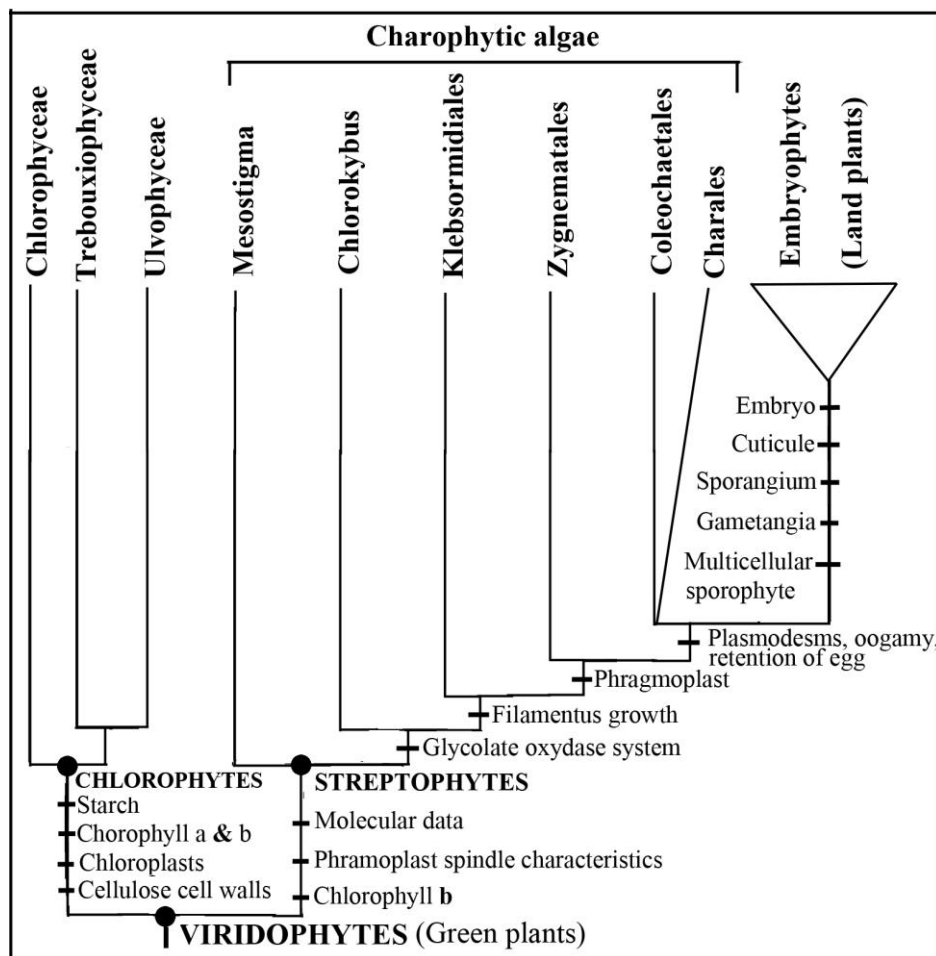 Charophytic algae
Chlorophyceae
Trebouxiophyceae
Ulvophyceae
Mesostigma
Chlorokybus
Klebsormidiales
Zygnematales
Coleochaetales
Charales
Embryophytes
(Land plants)
Embryo
Cuticule
Sporangium
Gametangia
Multicellular
sporophyte
Plasmodesms, oogamy,
retention of egg
Phragmoplast
Filamentus growth
Glycolate oxydase system
CHLOROPHYTES
Starch
Chorophyll a & b
Chloroplasts
Cellulose cell walls
STREPTOPHYTES
Molecular data
Phramoplast spindle characteristics
Chlorophyll b
VIRIDOPHYTES (Green plants)